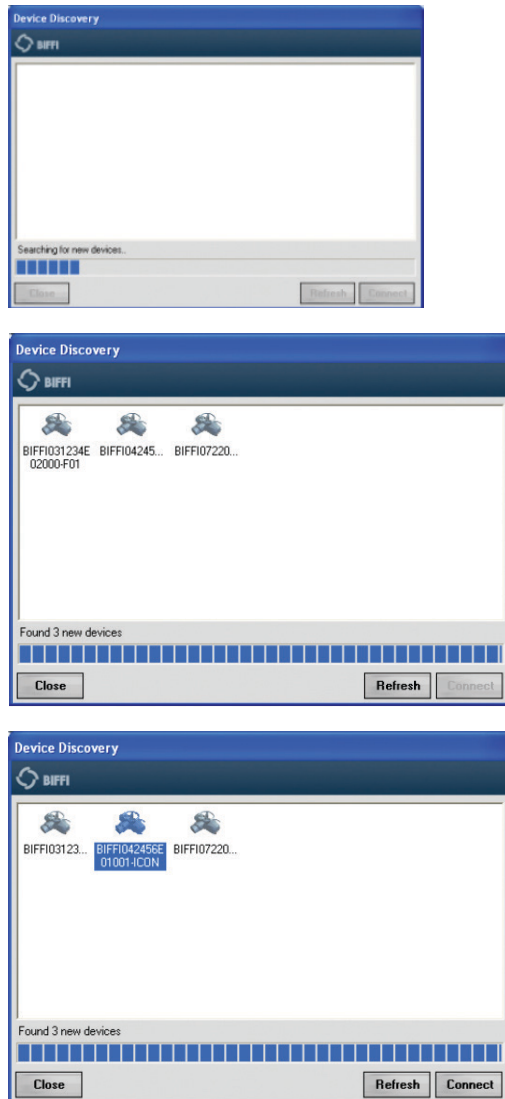 Device Discovery
BIFFI
Searching for new devices..
Close Refresh Connect
Device Discovery
BIFFI
BIFFI031234E BIFFI04245... BIFFI07220...
02000-F01
Found 3 new devices
Close Refresh Connect
Device Discovery
BIFFI
BIFFI03123... BIFFI042456E BIFFI07220...
01001-ICON
Found 3 new devices
Close Refresh Connect